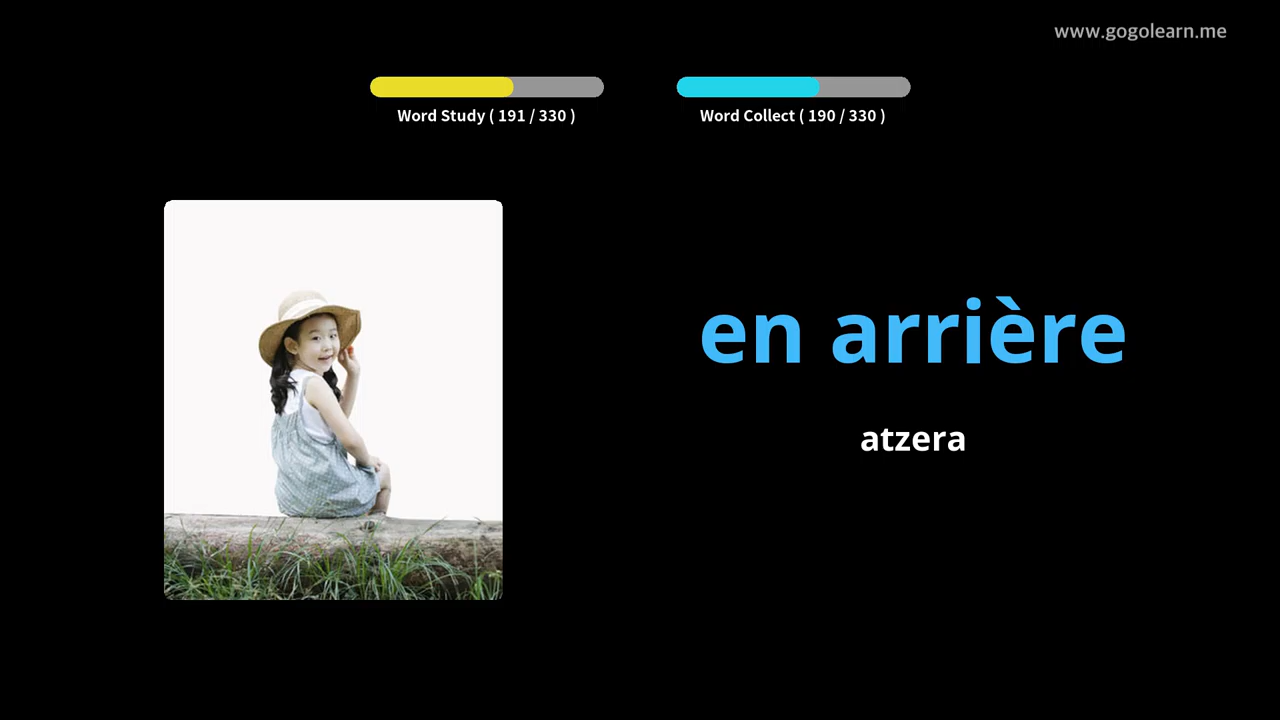 www.gogolearn.me
Word Study ( 191 / 330 )
Word Collect ( 190 / 330 )
en arrière
atzera